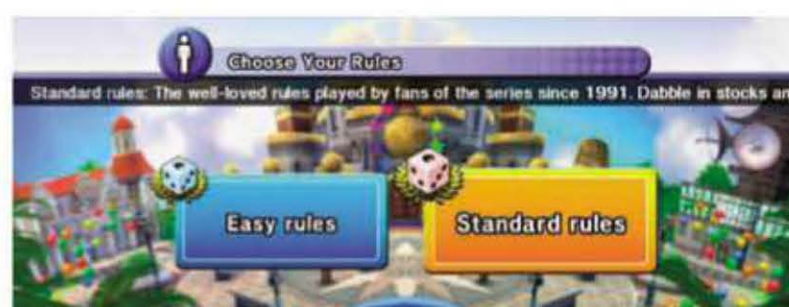 Choose Your Rules
Standard rules: The well-loved rules played by fans of the series since 1991. Dabble in stocks an
Easy rules
Standard rules